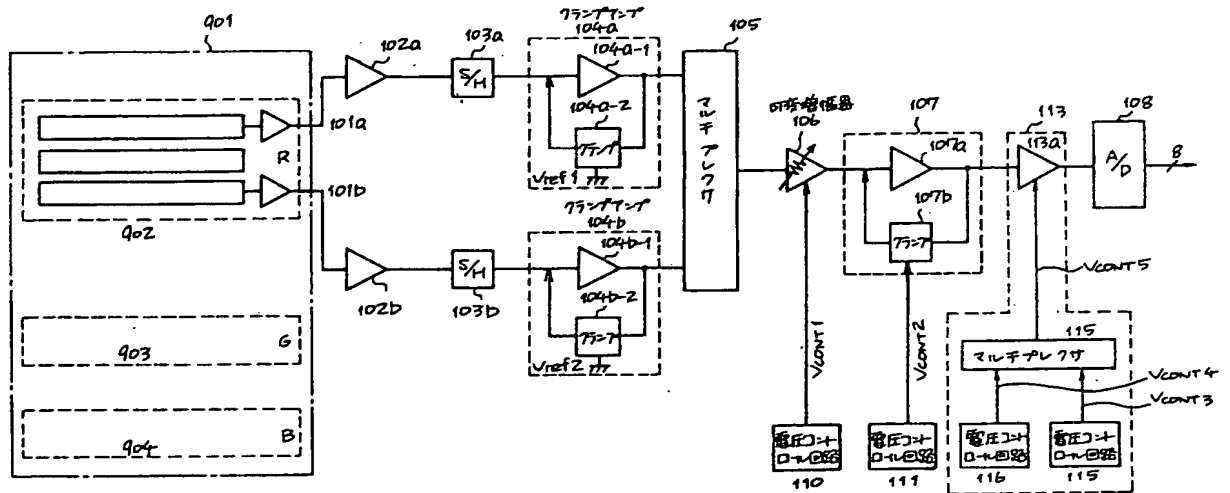 901
102a
103a
S/H
クランプアンプ
104-a
104-a-1
104a-2
クランプ
Vref1
105
マルチプレクサ
可変増幅器
106
107
107a
107b
クランプ
113
113a
108
A/D
8
101a
R
101b
902
102b
S/H
103b
クランプアンプ
104b
104b-1
104b-2
クランプ
Vref2
903
G
904
B
VCONT1
VCONT2
VCONT5
115
マルチプレクサ
VCONT4
VCONT3
電圧コント
ロール回路
110
電圧コント
ロール回路
111
電圧コント
ロール回路
116
電圧コント
ロール回路
115